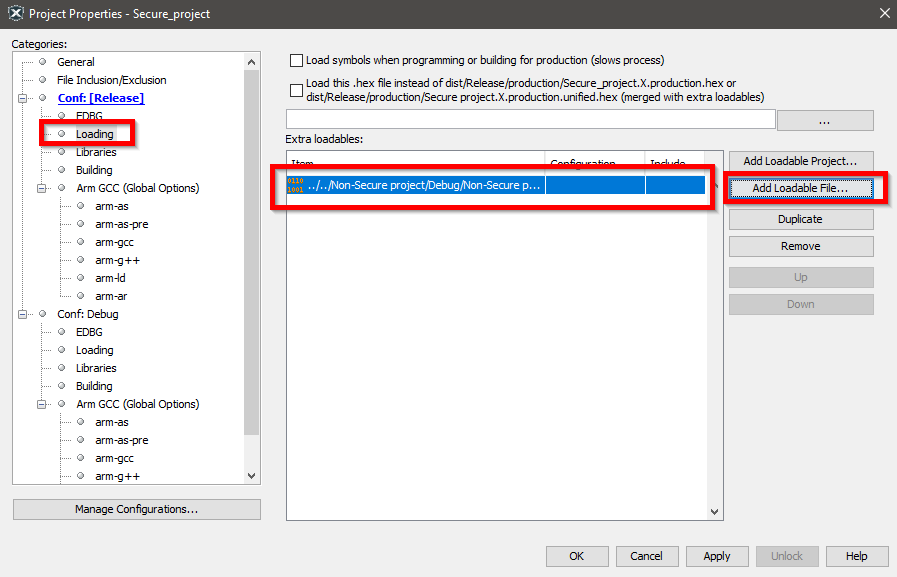 Project Properties - Secure_project
Categories:
General
File Inclusion/Exclusion
Conf: [Release]
EDBG
Loading
Libraries
Building
Arm GCC (Global Options)
arm-as
arm-as-pre
arm-gcc
arm-g++
arm-ld
arm-ar
Conf: Debug
EDBG
Loading
Libraries
Building
Arm GCC (Global Options)
arm-as
arm-as-pre
arm-gcc
arm-g++
Manage Configurations...
Load symbols when programming or building for production (slows process)
Load this .hex file instead of dist/Release/production/Secure_project.X.production.hex or
dist/Release/production/Secure project.X.production.unified.hex (merged with extra loadables)
...
Extra loadables:
Item Configuration Include
0110
1001
../../Non-Secure project/Debug/Non-Secure p...
Add Loadable Project...
Add Loadable File...
Duplicate
Remove
Up
Down
OK Cancel Apply Unlock Help